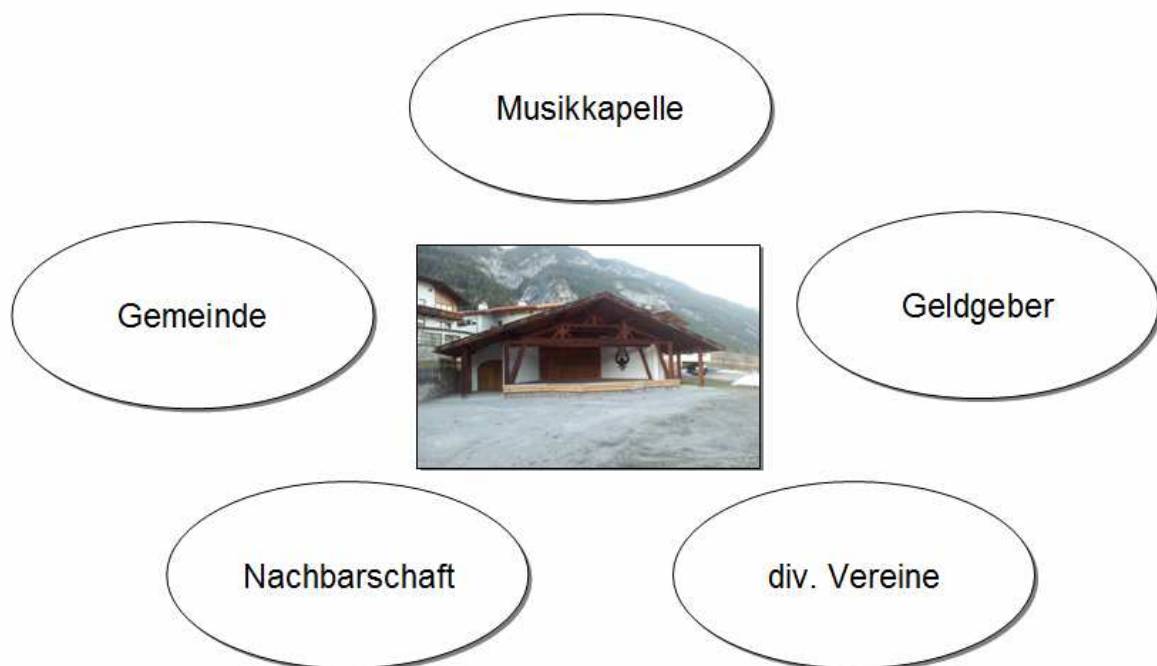 Musikkapelle
Gemeinde
Geldgeber
Nachbarschaft
div. Vereine